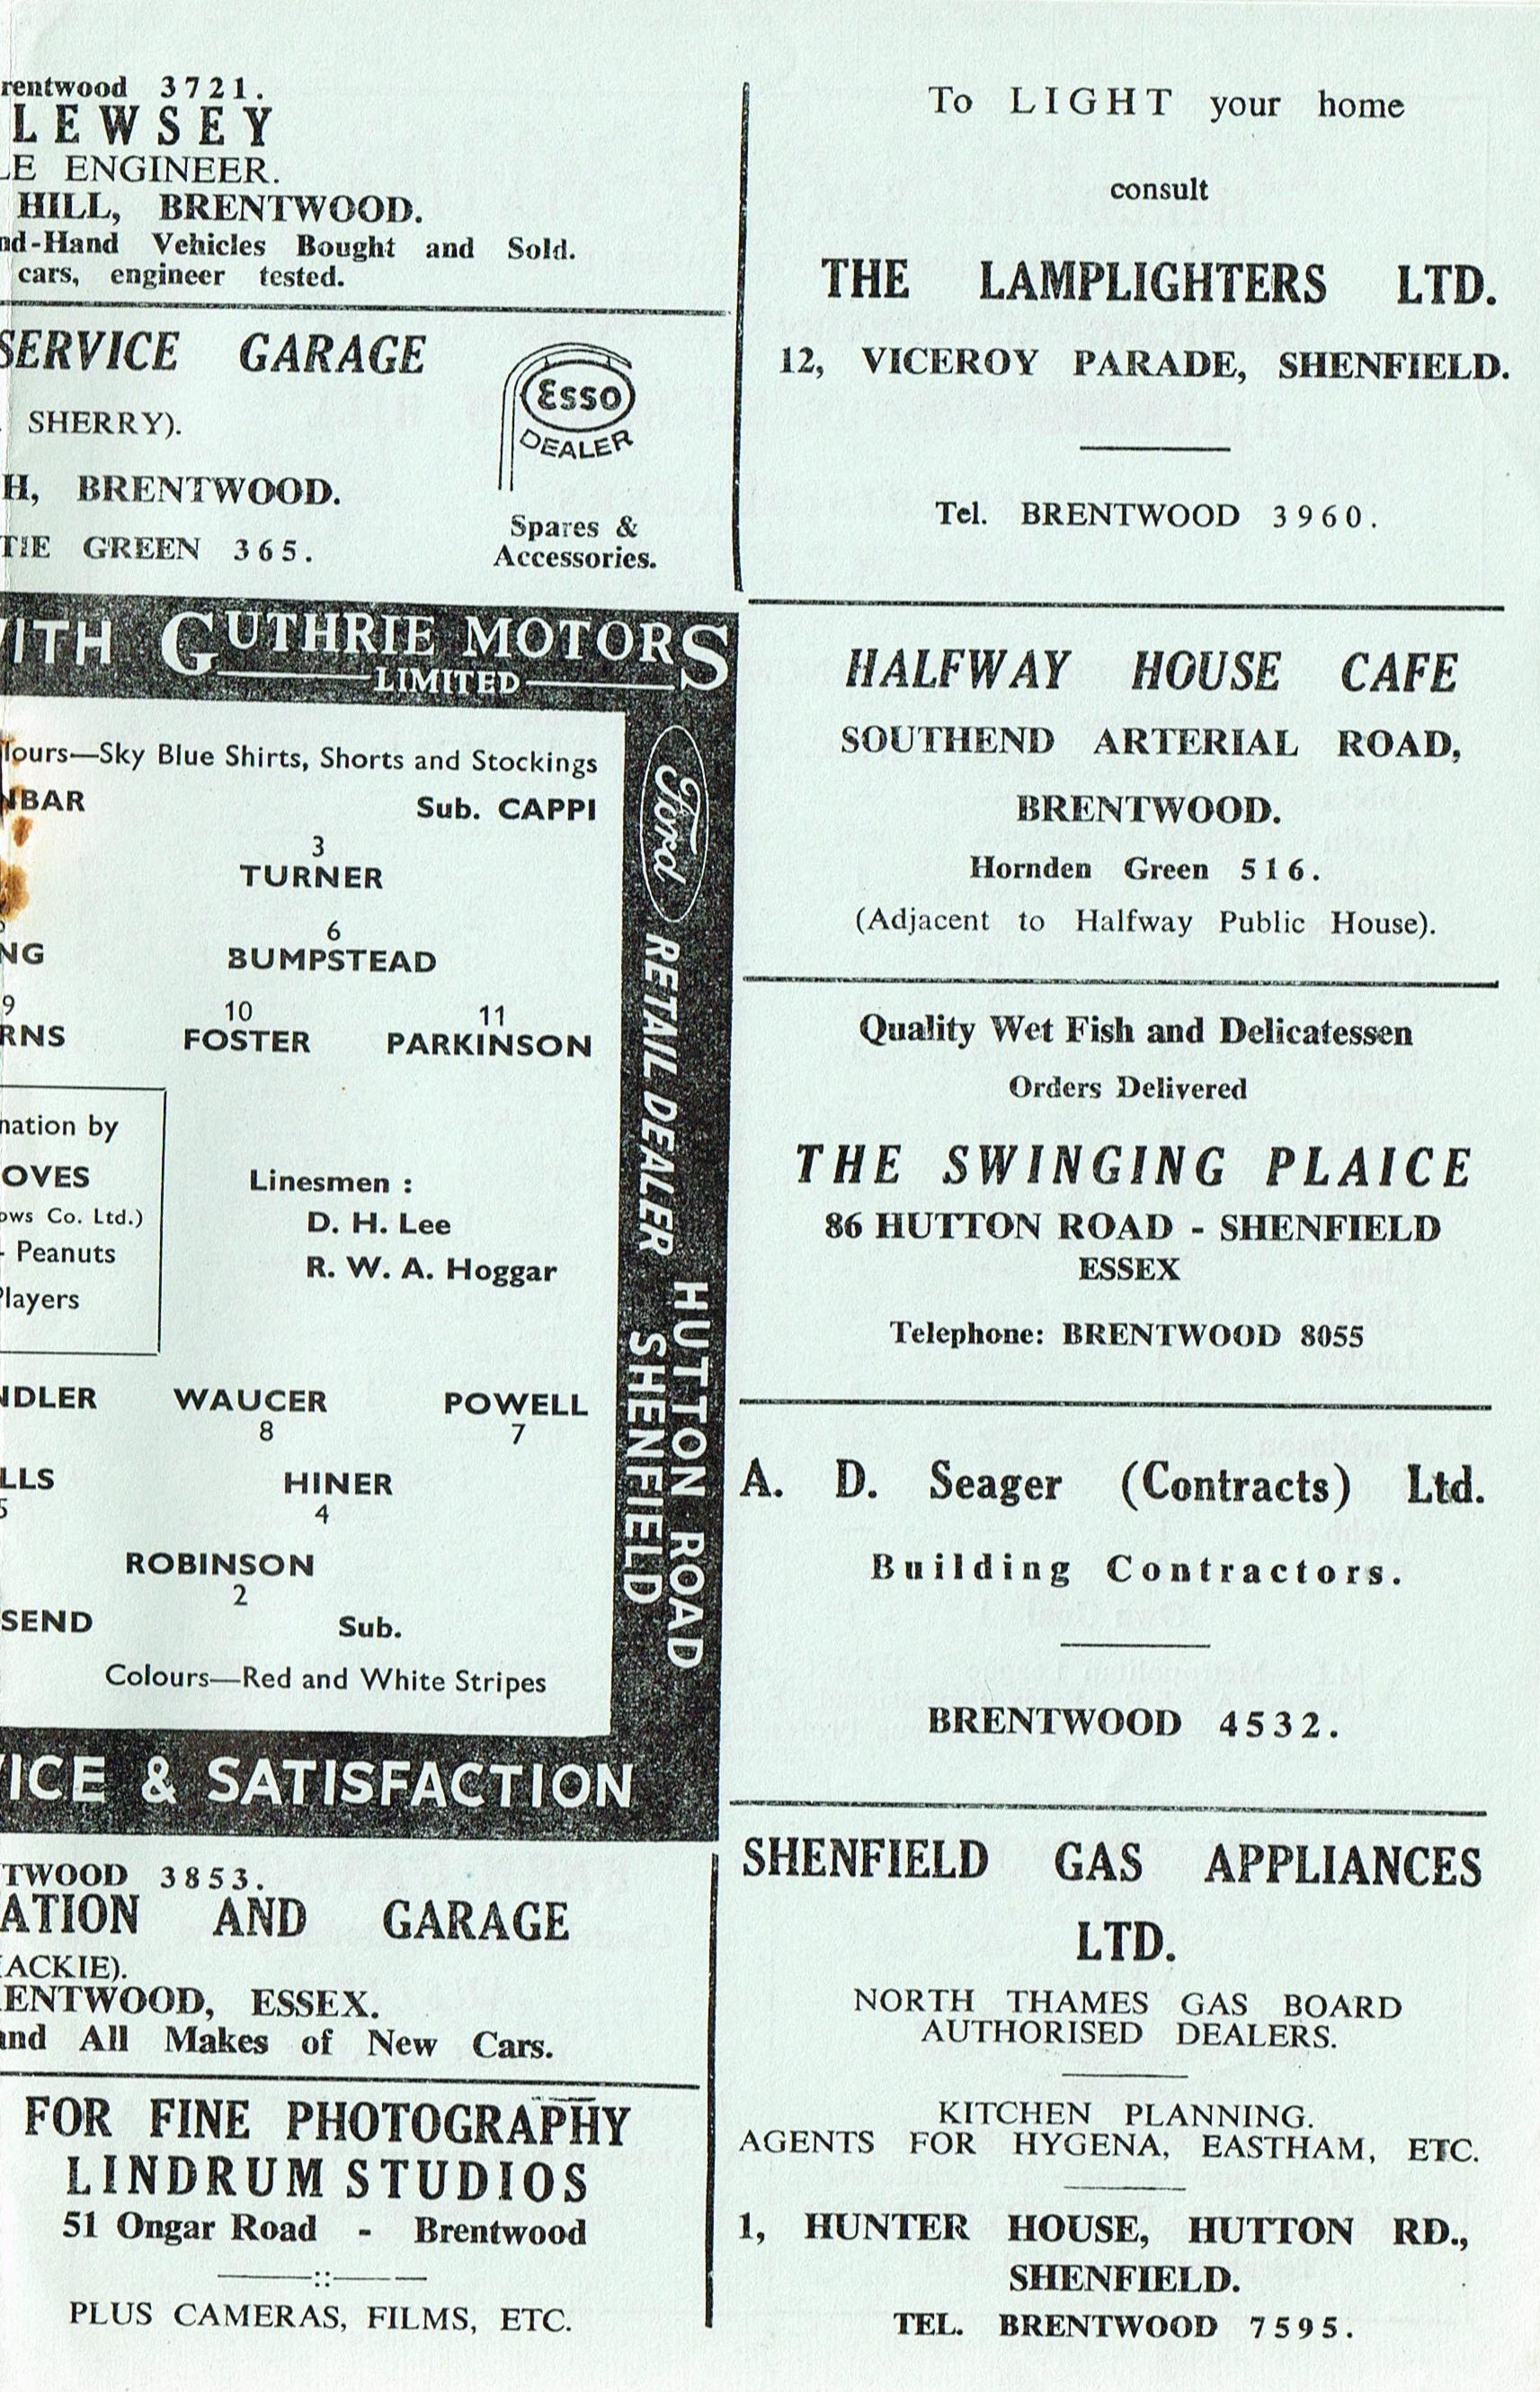 rentwood 3721.
LEWSEY
LE ENGINEER.
HILL, BRENTWOOD.
nd-Hand Vehicles Bought and Sold.
cars, engineer tested.
SERVICE GARAGE
SHERRY).
H, BRENTWOOD.
TIE GREEN 365.
Esso
DEALER
Spares &
Accessories.
WITH GUTHRIE MOTORS
LIMITED
lours—Sky Blue Shirts, Shorts and Stockings
NBAR Sub. CAPPI
3
TURNER
6
NG BUMPSTEAD
9 10 11
RNS FOSTER PARKINSON
nation by
OVES
ows Co. Ltd.)
- Peanuts
Players
Linesmen :
D. H. Lee
R. W. A. Hoggar
NDLER WAUCER POWELL
8 7
LLS HINER
5 4
ROBINSON
2
SEND Sub.
Colours—Red and White Stripes
Ford RETAIL DEALER HUTTON ROAD
SHENFIELD
VICE & SATISFACTION
TWOOD 3853.
ATION AND GARAGE
ACKIE).
ENTWOOD, ESSEX.
and All Makes of New Cars.
FOR FINE PHOTOGRAPHY
LINDRUM STUDIOS
51 Ongar Road - Brentwood
PLUS CAMERAS, FILMS, ETC.
To LIGHT your home
consult
THE LAMPLIGHTERS LTD.
12, VICEROY PARADE, SHENFIELD.
Tel. BRENTWOOD 3960.
HALFWAY HOUSE CAFE
SOUTHEND ARTERIAL ROAD,
BRENTWOOD.
Hornden Green 516.
(Adjacent to Halfway Public House).
Quality Wet Fish and Delicatessen
Orders Delivered
THE SWINGING PLAICE
86 HUTTON ROAD - SHENFIELD
ESSEX
Telephone: BRENTWOOD 8055
A. D. Seager (Contracts) Ltd.
Building Contractors.
BRENTWOOD 4532.
SHENFIELD GAS APPLIANCES
LTD.
NORTH THAMES GAS BOARD
AUTHORISED DEALERS.
KITCHEN PLANNING.
AGENTS FOR HYGENA, EASTHAM, ETC.
1, HUNTER HOUSE, HUTTON RD.,
SHENFIELD.
TEL. BRENTWOOD 7595.